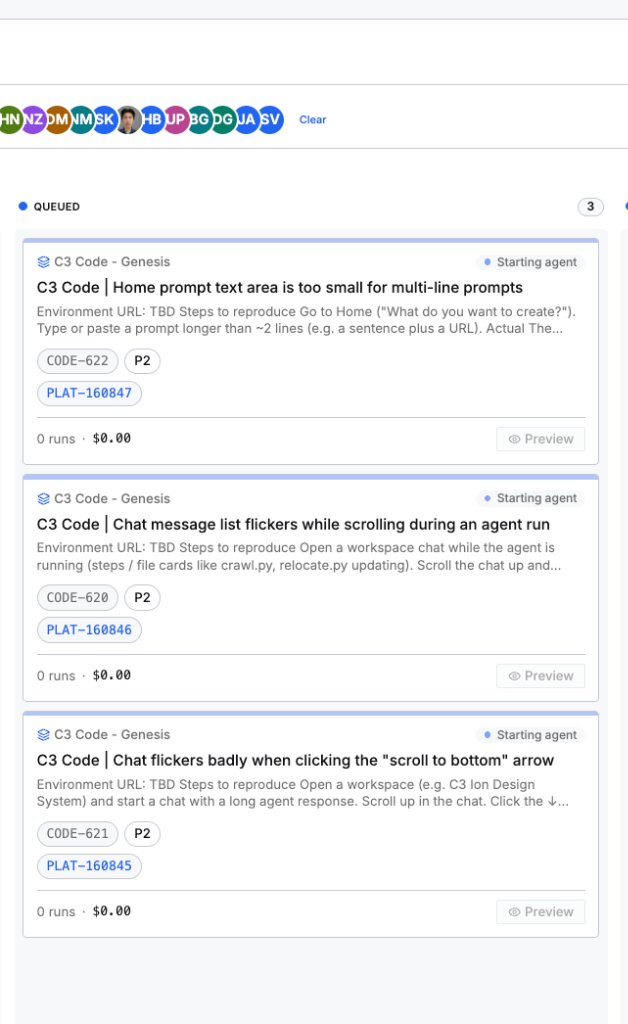 HN NZ DM NM SK HB UP BG DG JA SV Clear
QUEUED 3
C3 Code - Genesis Starting agent
C3 Code | Home prompt text area is too small for multi-line prompts
Environment URL: TBD Steps to reproduce Go to Home ("What do you want to create?").
Type or paste a prompt longer than ~2 lines (e.g. a sentence plus a URL). Actual The...
CODE-622 P2
PLAT-160847
0 runs · $0.00 Preview
C3 Code - Genesis Starting agent
C3 Code | Chat message list flickers while scrolling during an agent run
Environment URL: TBD Steps to reproduce Open a workspace chat while the agent is
running (steps / file cards like crawl.py, relocate.py updating). Scroll the chat up and...
CODE-620 P2
PLAT-160846
0 runs · $0.00 Preview
C3 Code - Genesis Starting agent
C3 Code | Chat flickers badly when clicking the "scroll to bottom" arrow
Environment URL: TBD Steps to reproduce Open a workspace (e.g. C3 Ion Design
System) and start a chat with a long agent response. Scroll up in the chat. Click the ↓...
CODE-621 P2
PLAT-160845
0 runs · $0.00 Preview